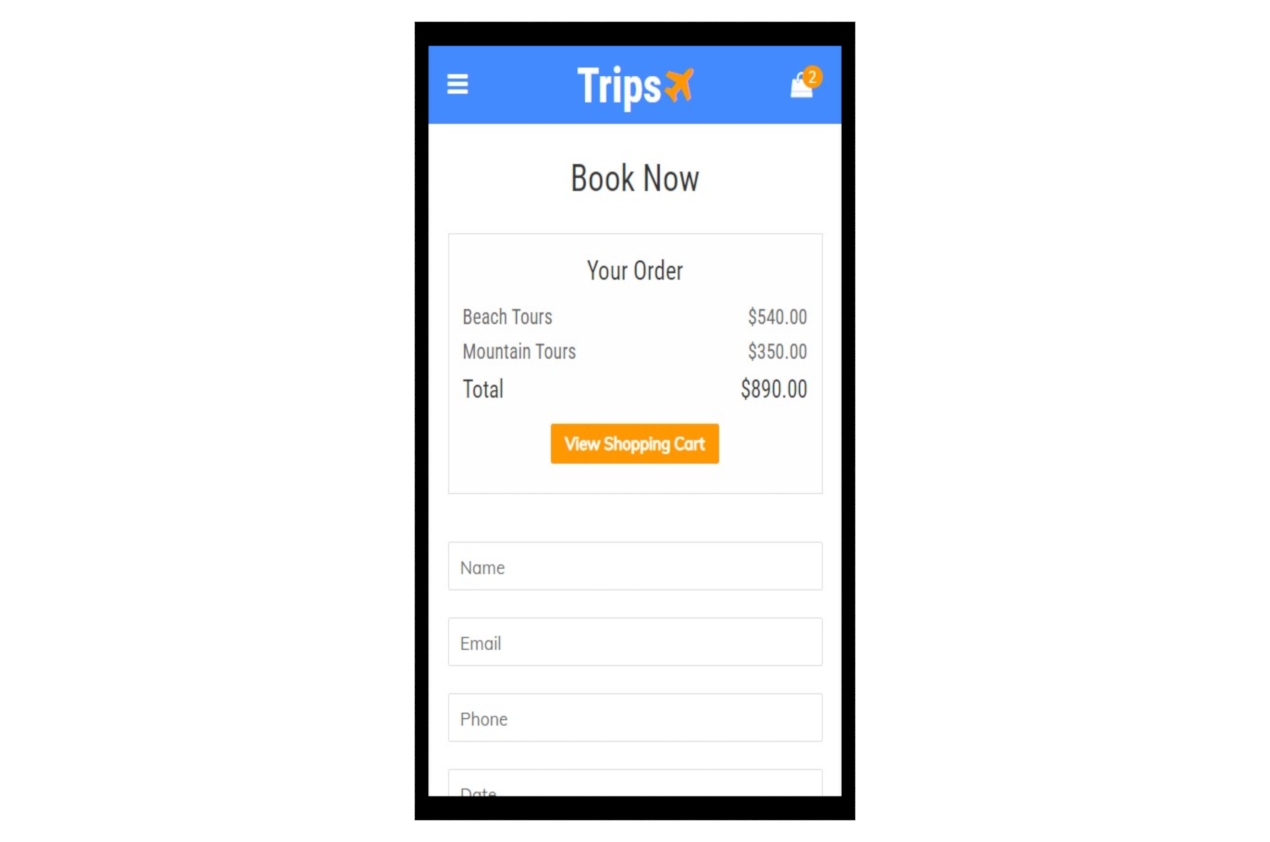 Trips
2
Book Now
Your Order
Beach Tours $540.00
Mountain Tours $350.00
Total $890.00
View Shopping Cart
Name
Email
Phone
Date